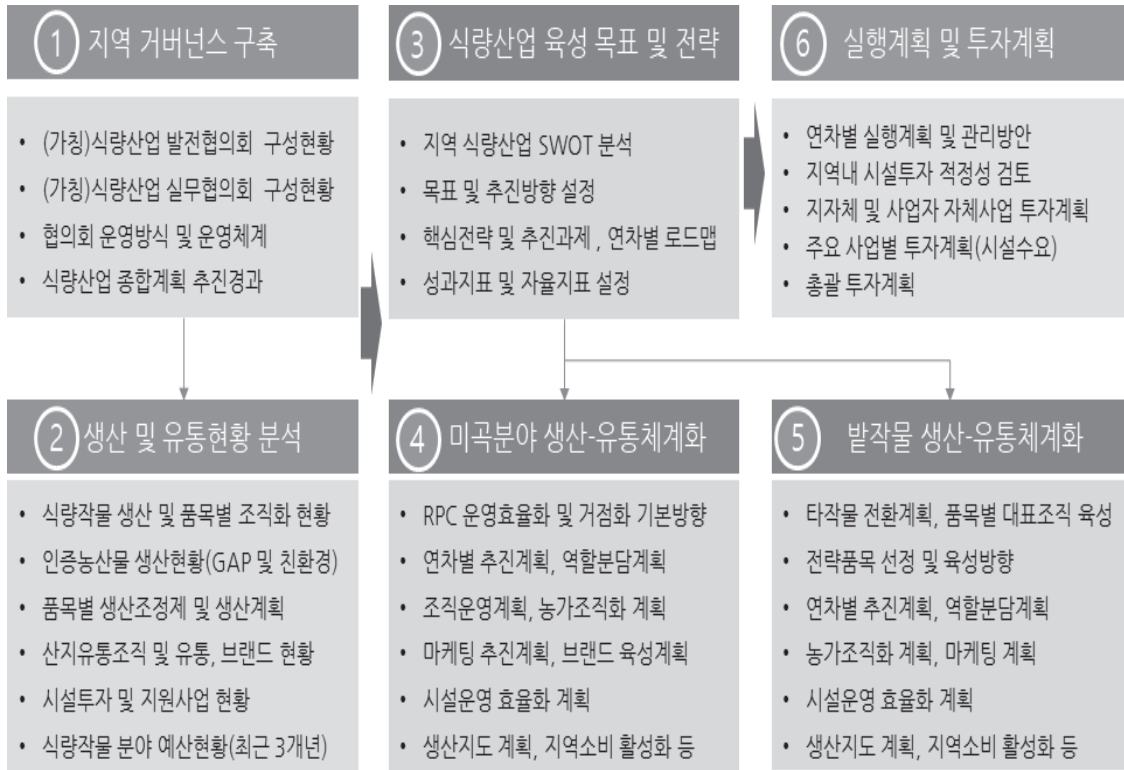 ① 지역 거버넌스 구축
• (가칭)식량산업 발전협의회 구성현황
• (가칭)식량산업 실무협의회 구성현황
• 협의회 운영방식 및 운영체계
• 식량산업 종합계획 추진경과
② 생산 및 유통현황 분석
• 식량작물 생산 및 품목별 조직화 현황
• 인증농산물 생산현황(GAP 및 친환경)
• 품목별 생산조정제 및 생산계획
• 산지유통조직 및 유통, 브랜드 현황
• 시설투자 및 지원사업 현황
• 식량작물 분야 예산현황(최근 3개년)
③ 식량산업 육성 목표 및 전략
• 지역 식량산업 SWOT 분석
• 목표 및 추진방향 설정
• 핵심전략 및 추진과제 , 연차별 로드맵
• 성과지표 및 자율지표 설정
④ 미곡분야 생산-유통체계화
• RPC 운영효율화 및 거점화 기본방향
• 연차별 추진계획, 역할분담계획
• 조직운영계획, 농가조직화 계획
• 마케팅 추진계획, 브랜드 육성계획
• 시설운영 효율화 계획
• 생산지도 계획, 지역소비 활성화 등
⑤ 밭작물 생산-유통체계화
• 타작물 전환계획, 품목별 대표조직 육성
• 전략품목 선정 및 육성방향
• 연차별 추진계획, 역할분담계획
• 농가조직화 계획, 마케팅 계획
• 시설운영 효율화 계획
• 생산지도 계획, 지역소비 활성화 등
⑥ 실행계획 및 투자계획
• 연차별 실행계획 및 관리방안
• 지역내 시설투자 적정성 검토
• 지자체 및 사업자 자체사업 투자계획
• 주요 사업별 투자계획(시설수요)
• 총괄 투자계획